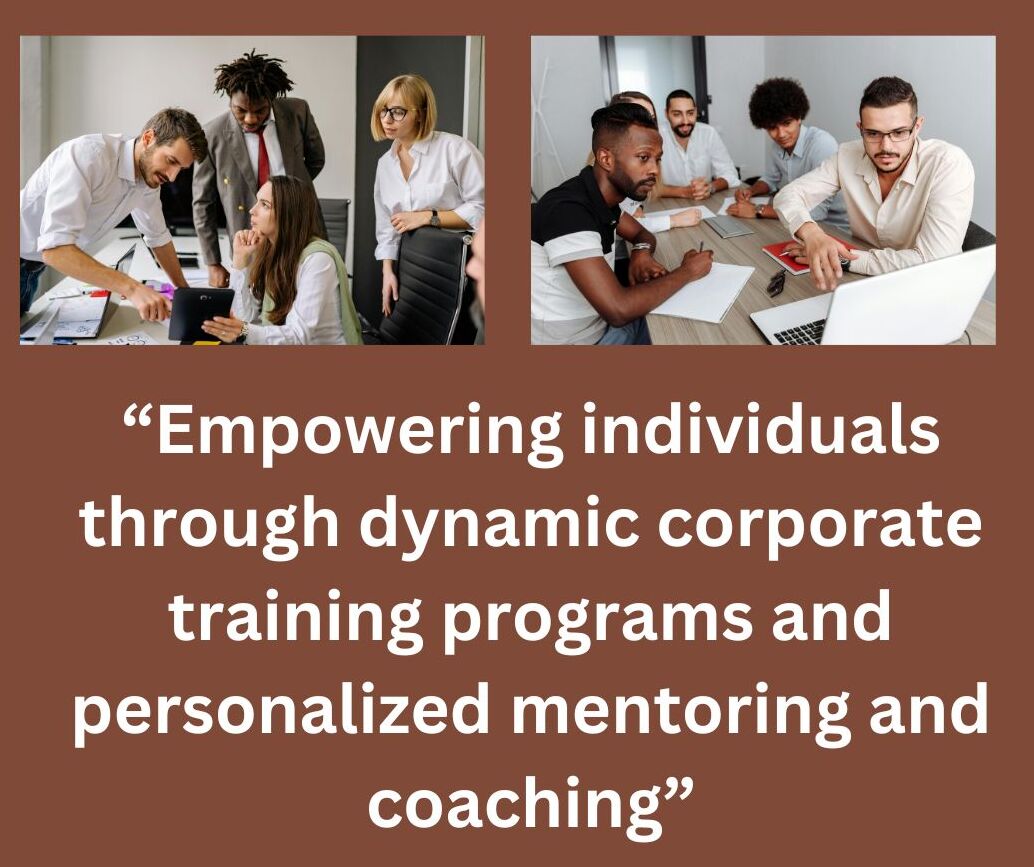 “Empowering individuals
through dynamic corporate
training programs and
personalized mentoring and
coaching”